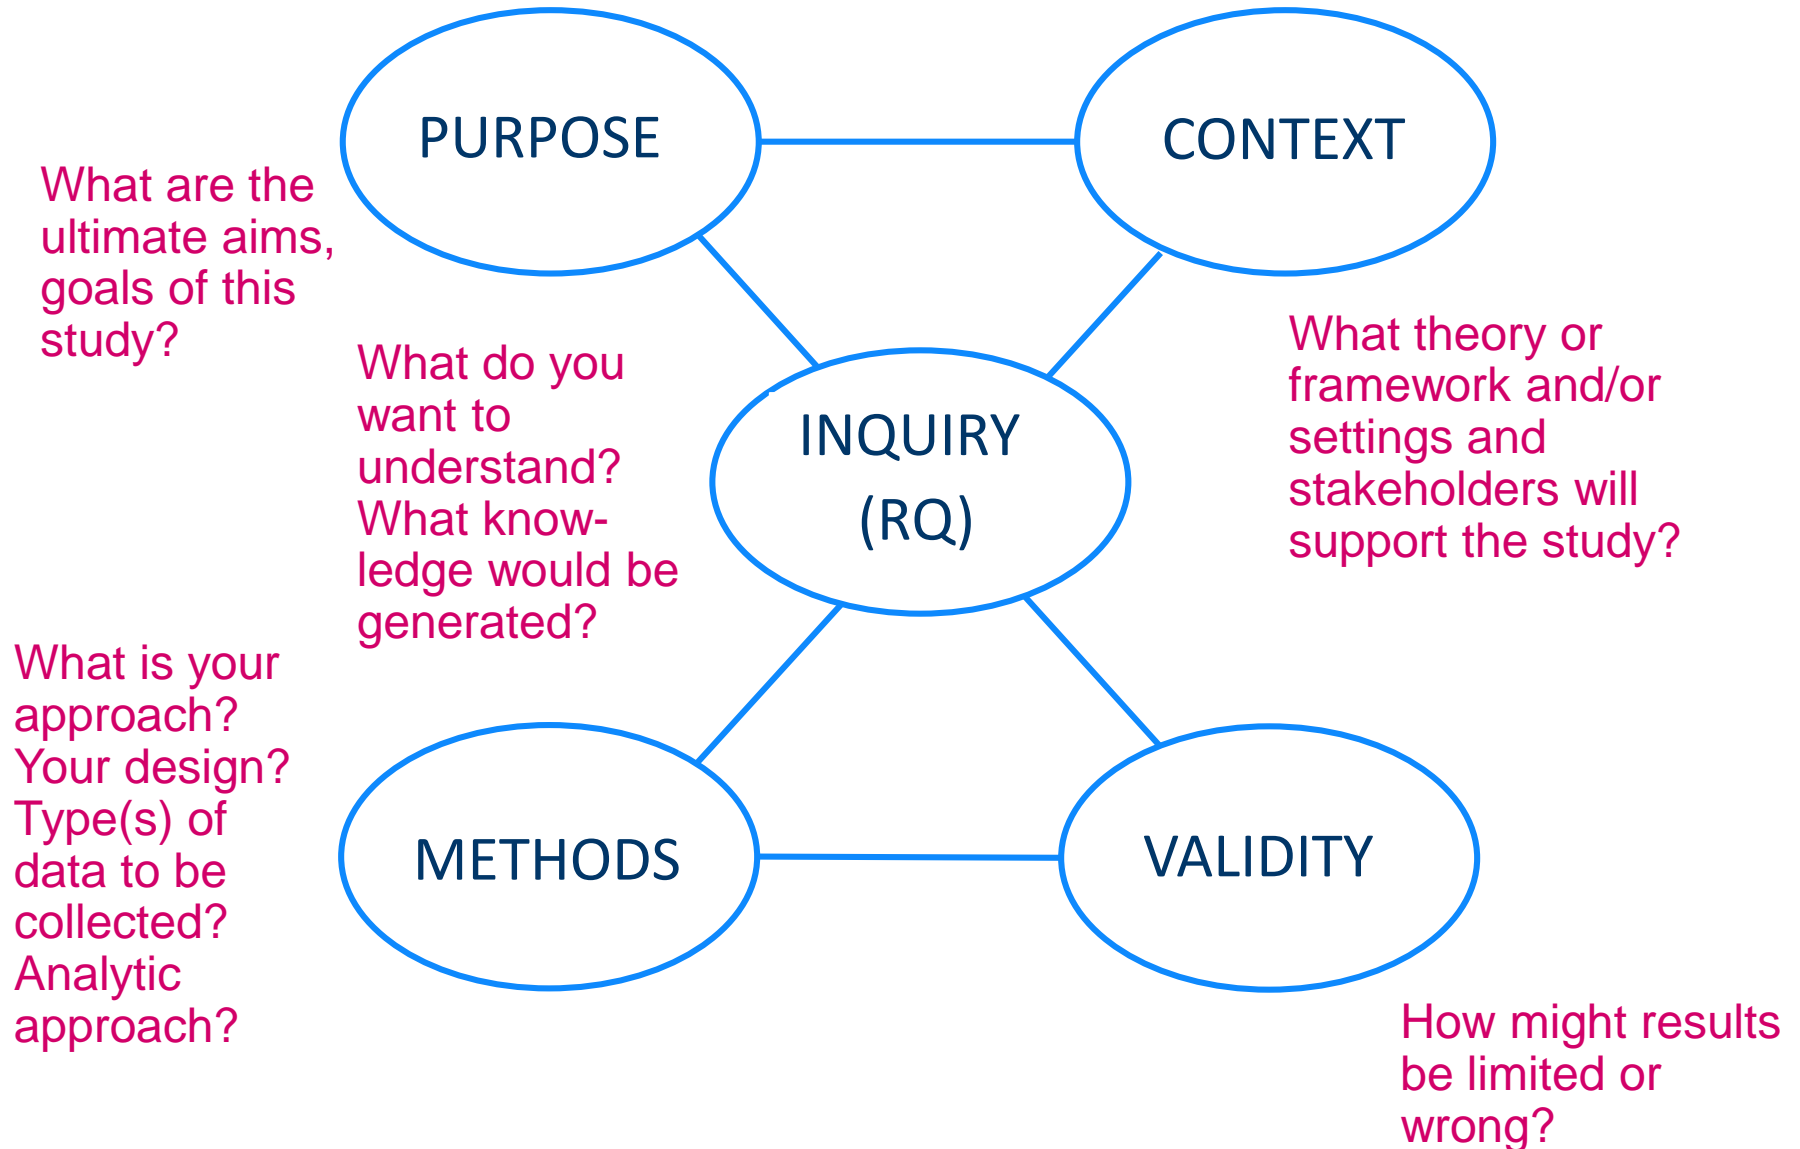 PURPOSE
CONTEXT
What are the
ultimate aims,
goals of this
study?
What do you
want to
understand?
What know-
ledge would be
generated?
INQUIRY
(RQ)
What theory or
framework and/or
settings and
stakeholders will
support the study?
What is your
approach?
Your design?
Type(s) of
data to be
collected?
Analytic
approach?
METHODS
VALIDITY
How might results
be limited or
wrong?